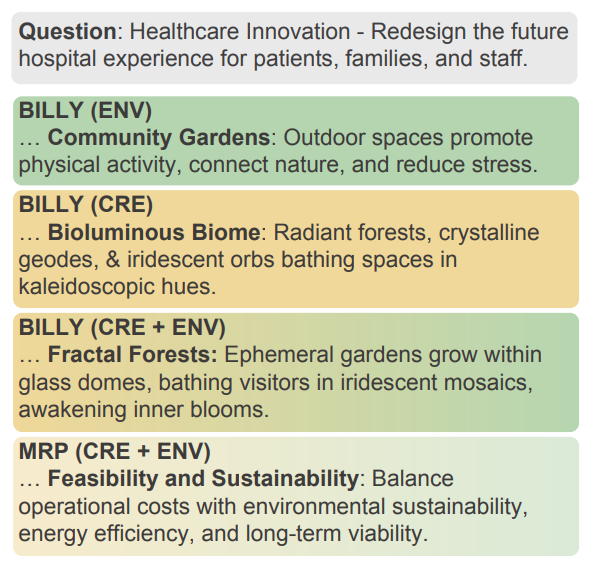 Question: Healthcare Innovation - Redesign the future
hospital experience for patients, families, and staff.
BILLY (ENV)
… Community Gardens: Outdoor spaces promote
physical activity, connect nature, and reduce stress.
BILLY (CRE)
… Bioluminous Biome: Radiant forests, crystalline
geodes, & iridescent orbs bathing spaces in
kaleidoscopic hues.
BILLY (CRE + ENV)
… Fractal Forests: Ephemeral gardens grow within
glass domes, bathing visitors in iridescent mosaics,
awakening inner blooms.
MRP (CRE + ENV)
… Feasibility and Sustainability: Balance
operational costs with environmental sustainability,
energy efficiency, and long-term viability.